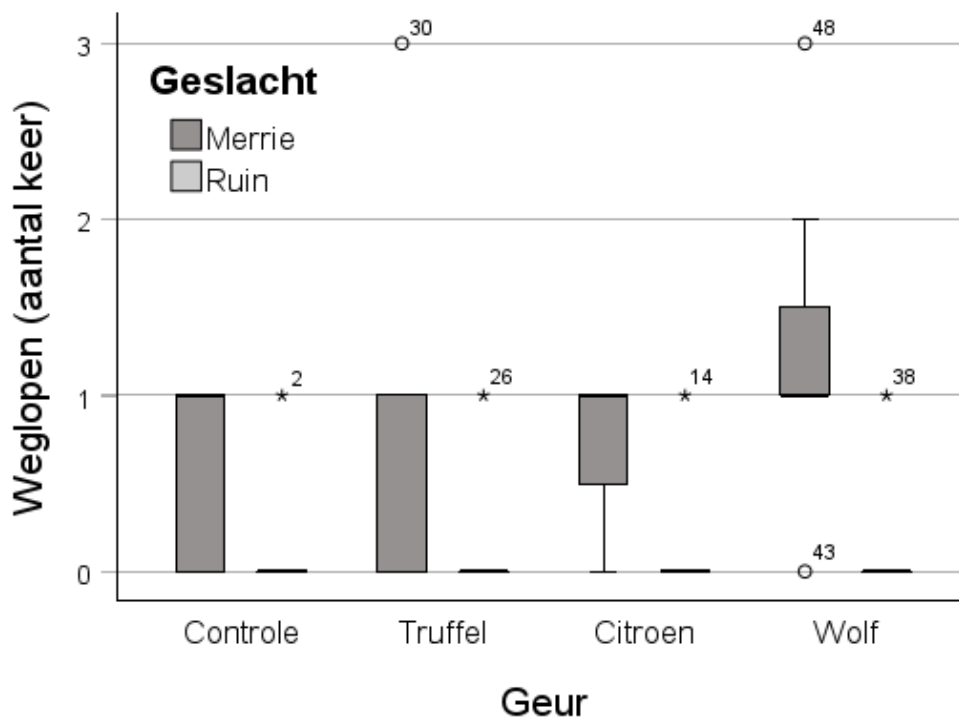 3
30
48
Geslacht
Merrie
Ruin
2
2
26
14
38
1
43
0
Controle
Truffel
Citroen
Wolf
Geur
Weglopen (aantal keer)